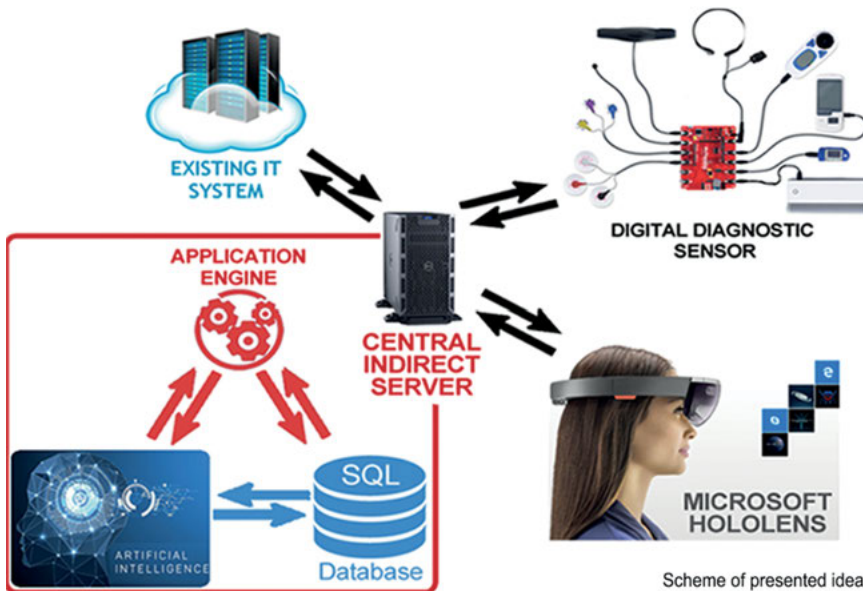 EXISTING IT
SYSTEM
DIGITAL DIAGNOSTIC
SENSOR
APPLICATION
ENGINE
CENTRAL
INDIRECT
SERVER
ARTIFICIAL
INTELLIGENCE
SQL
Database
MICROSOFT
HOLOLENS
Scheme of presented idea